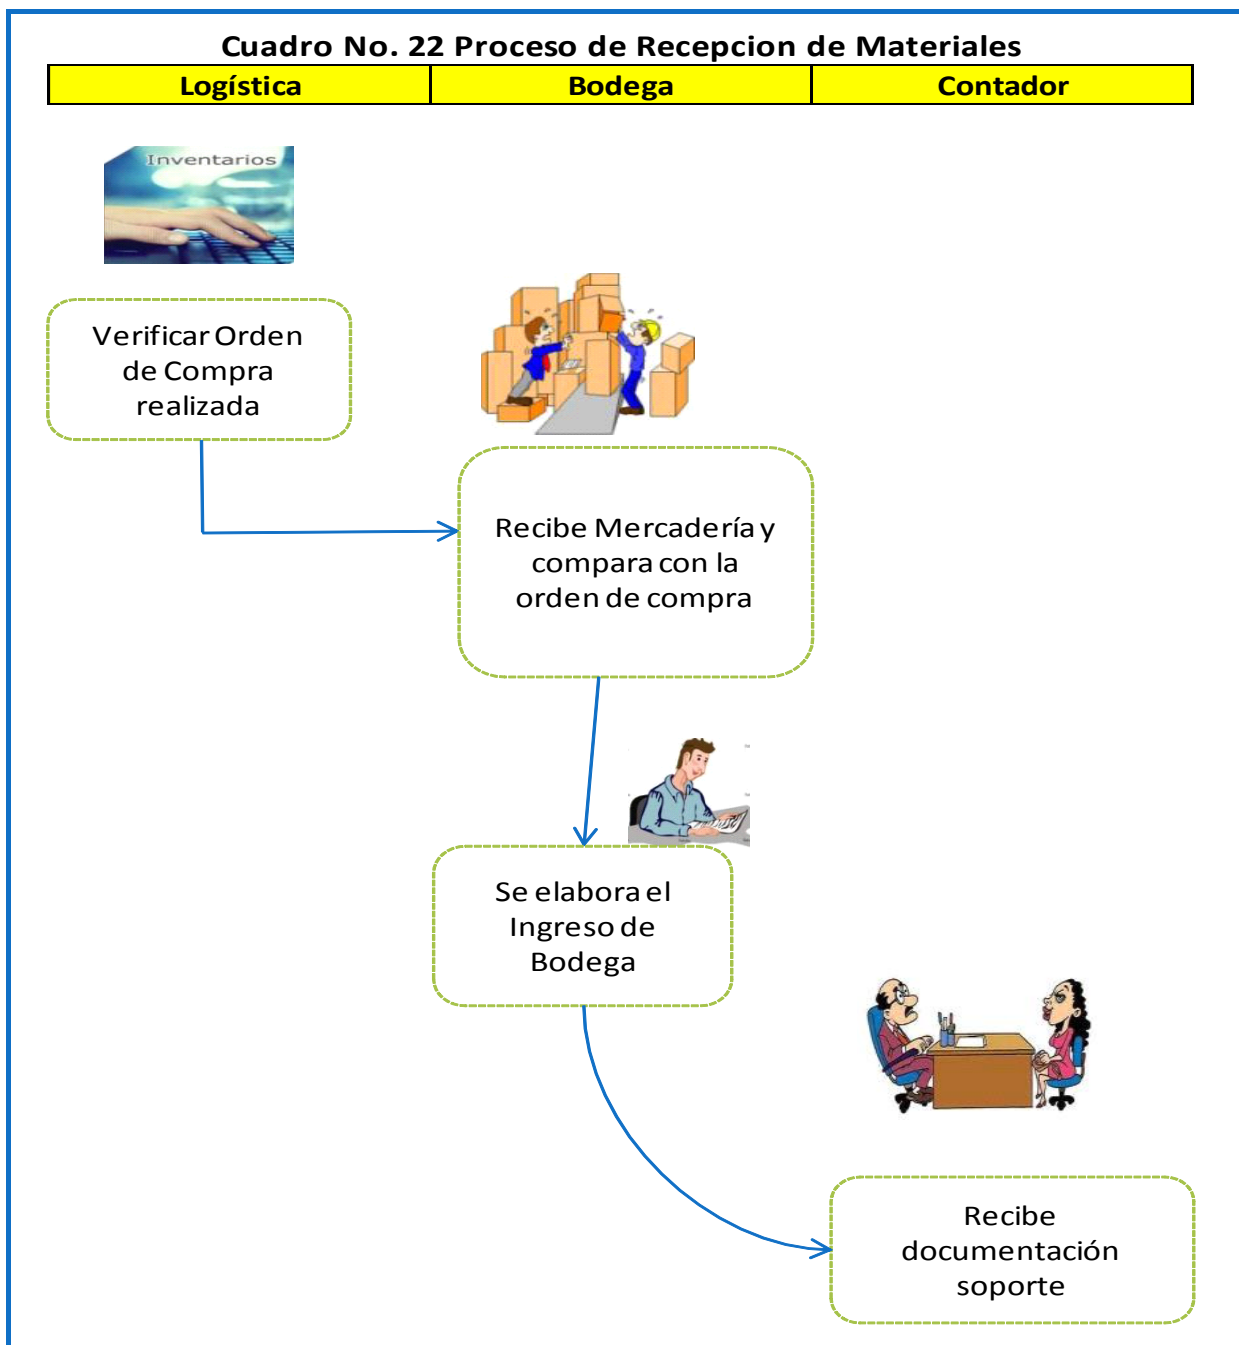 Cuadro No. 22 Proceso de Recepcion de Materiales
Logística Bodega Contador
Inventarios
Verificar Orden
de Compra
realizada
Recibe Mercadería y
compara con la
orden de compra
Se elabora el
Ingreso de
Bodega
Recibe
documentación
soporte